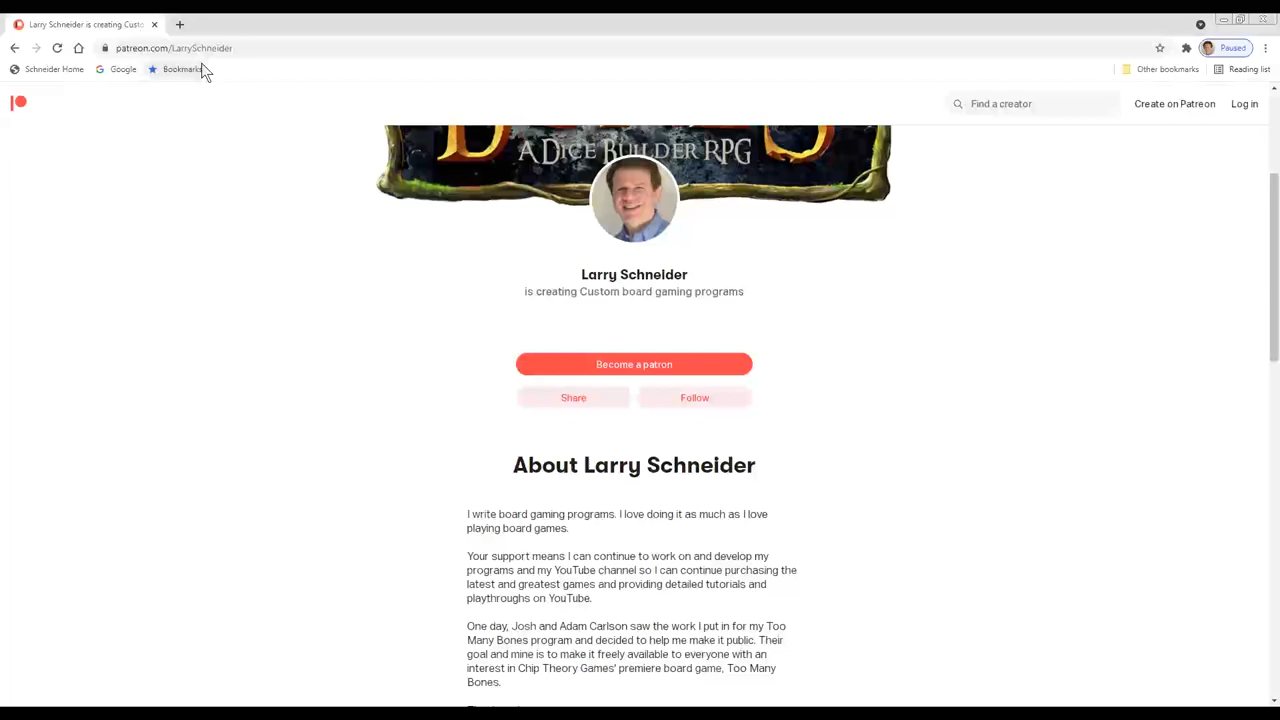 Larry Schneider is creating Custo
patreon.com/LarrySchneider
Paused
Schneider Home
Google
Bookmarks
Other bookmarks
Reading list
Find a creator
Create on Patreon
Log in
A DICE BUILDER RPG
Larry Schneider
is creating Custom board gaming programs
Become a patron
Share
Follow
About Larry Schneider
I write board gaming programs. I love doing it as much as I love
playing board games.
Your support means I can continue to work on and develop my
programs and my YouTube channel so I can continue purchasing the
latest and greatest games and providing detailed tutorials and
playthroughs on YouTube.
One day, Josh and Adam Carlson saw the work I put in for my Too
Many Bones program and decided to help me make it public. Their
goal and mine is to make it freely available to everyone with an
interest in Chip Theory Games' premiere board game, Too Many
Bones.